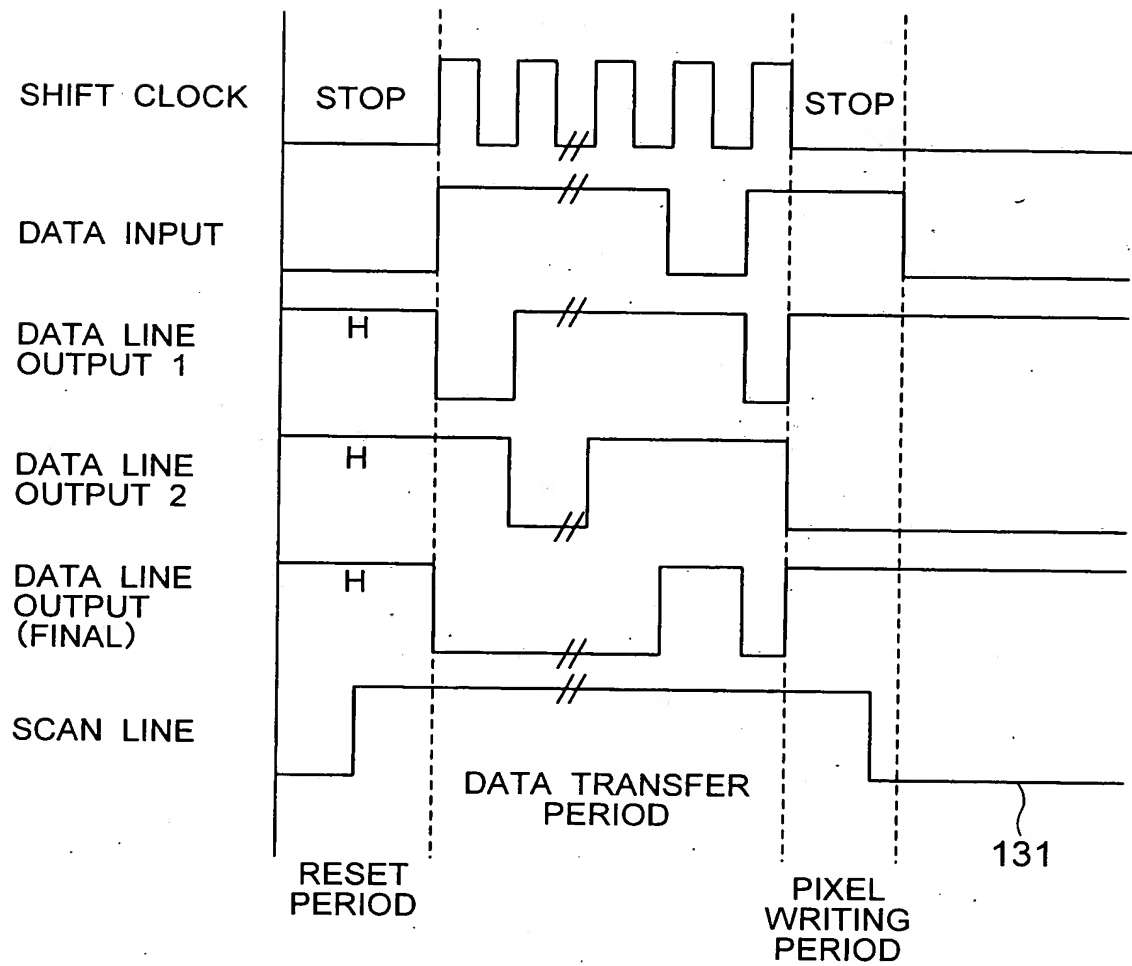 SHIFT CLOCK
STOP
STOP
DATA INPUT
DATA LINE
OUTPUT 1
H
DATA LINE
OUTPUT 2
H
DATA LINE
OUTPUT
(FINAL)
H
SCAN LINE
DATA TRANSFER
PERIOD
131
RESET
PERIOD
PIXEL
WRITING
PERIOD